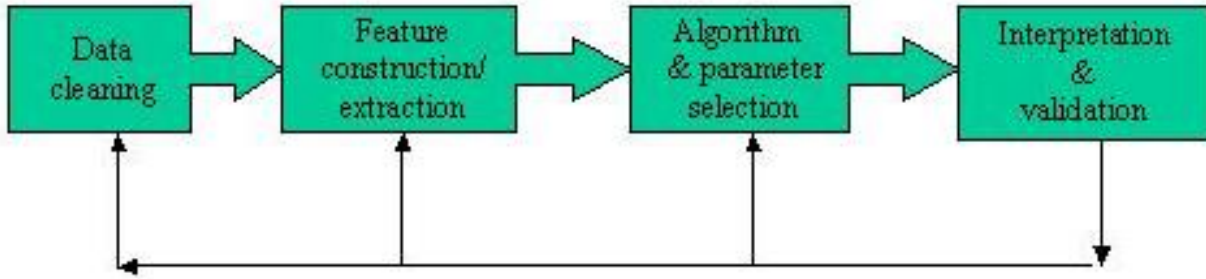 Data
cleaning
Feature
construction/
extraction
Algorithm
& parameter
selection
Interpretation
&
validation